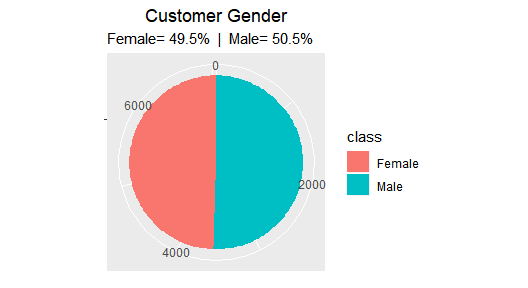 Customer Gender
Female= 49.5% | Male= 50.5%
0
6000
2000
4000
class
Female
Male